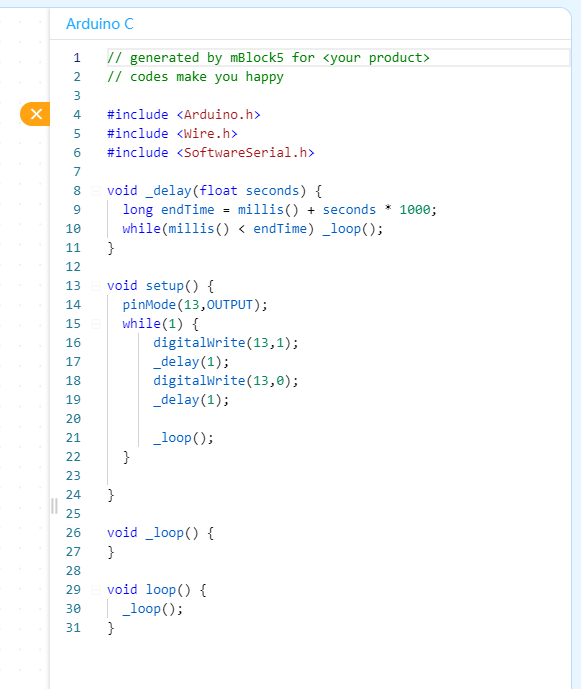 Arduino C
1 // generated by mBlock5 for <your product>
2 // codes make you happy
3
4 #include <Arduino.h>
5 #include <Wire.h>
6 #include <SoftwareSerial.h>
7
8 void _delay(float seconds) {
9   long endTime = millis() + seconds * 1000;
10   while(millis() < endTime) _loop();
11 }
12
13 void setup() {
14   pinMode(13,OUTPUT);
15   while(1) {
16       digitalWrite(13,1);
17       _delay(1);
18       digitalWrite(13,0);
19       _delay(1);
20
21       _loop();
22   }
23
24 }
25
26 void _loop() {
27 }
28
29 void loop() {
30   _loop();
31 }